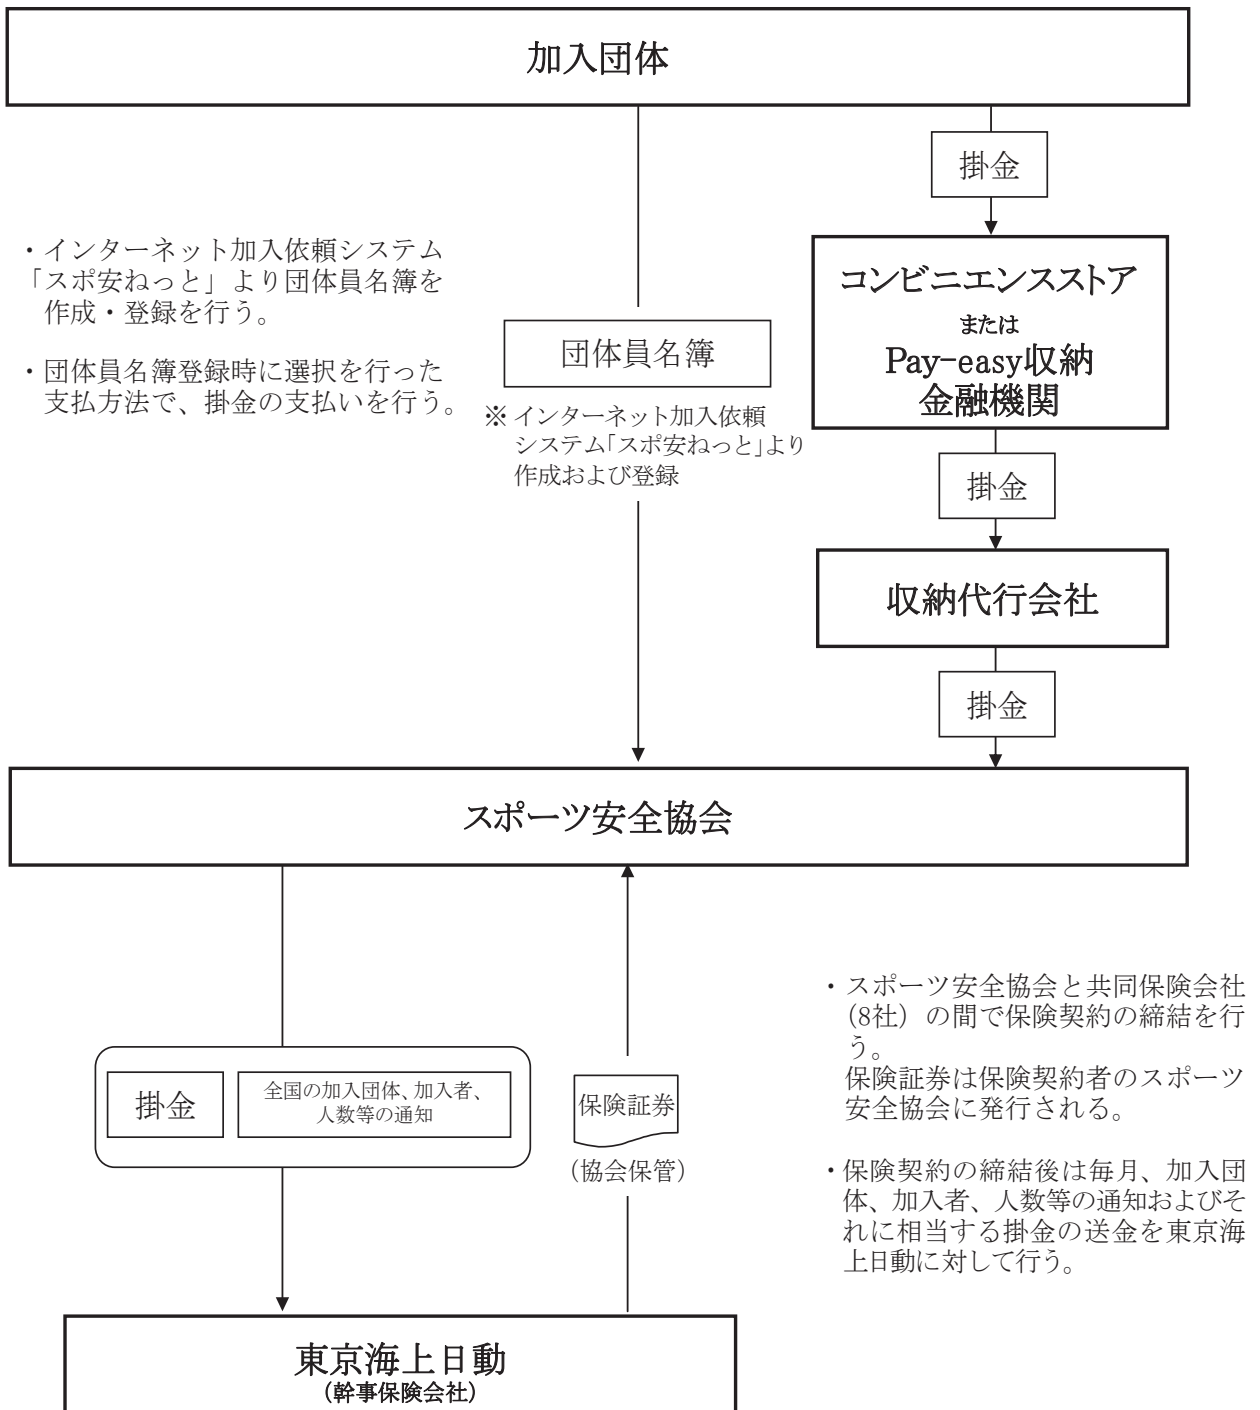 加入団体
掛金
・インターネット加入依頼システム
「スポ安ねっと」より団体員名簿を
作成・登録を行う。
・団体員名簿登録時に選択を行った
支払方法で、掛金の支払いを行う。
団体員名簿
※インターネット加入依頼
システム「スポ安ねっと」より
作成および登録
コンビニエンスストア
または
Pay-easy収納
金融機関
掛金
収納代行会社
掛金
スポーツ安全協会
掛金
全国の加入団体、加入者、
人数等の通知
保険証券
(協会保管)
・スポーツ安全協会と共同保険会社
(8社)の間で保険契約の締結を行
う。
保険証券は保険契約者のスポーツ
安全協会に発行される。
・保険契約の締結後は毎月、加入団
体、加入者、人数等の通知およびそ
れに相当する掛金の送金を東京海
上日動に対して行う。
東京海上日動
(幹事保険会社)